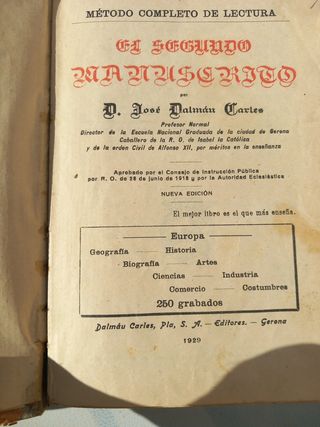 MÉTODO COMPLETO DE LECTURA
EL SEGUNDO
MANUSCRITO
por
D. José Dalmáu Carles
Profesor Normal
Director de la Escuela Nacional Graduada de la ciudad de Gerona
Caballero de la R. O. de Isabel la Católica
y de la orden Civil de Alfonso XII, por méritos en la enseñanza
Aprobado por el Consejo de Instrucción Pública
por R. O. de 28 de junio de 1915 y por la Autoridad Eclesiástica
NUEVA EDICIÓN
El mejor libro es el que más enseña.
Europa
Geografía — Historia
Biografía — Artes
Ciencias — Industria
Comercio — Costumbres
250 grabados
Dalmáu Carles, Pla, S. A.—Editores. — Gerona
1929